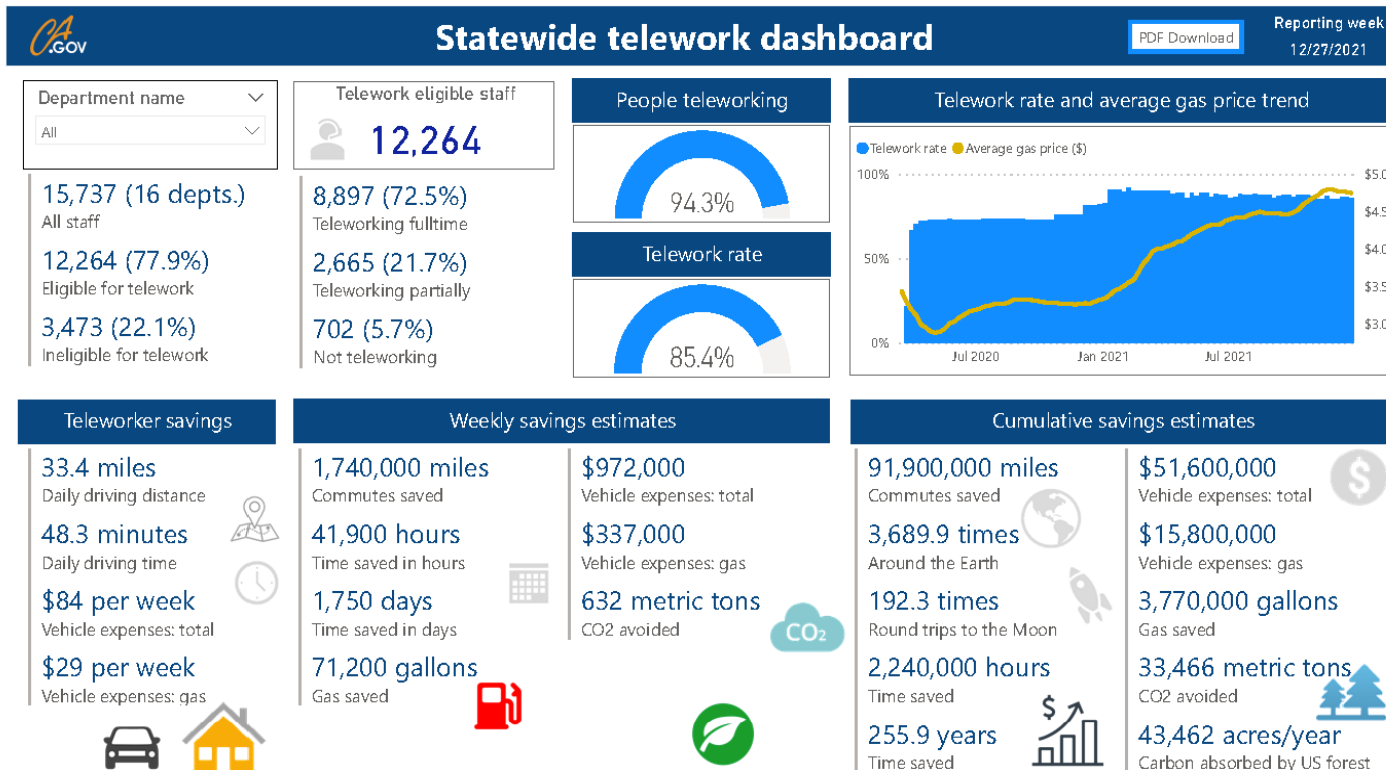 CA
.GOV
Statewide telework dashboard
PDF Download
Reporting week
12/27/2021
Department name
All
15,737 (16 depts.)
All staff
12,264 (77.9%)
Eligible for telework
3,473 (22.1%)
Ineligible for telework
Telework eligible staff
12,264
8,897 (72.5%)
Teleworking fulltime
2,665 (21.7%)
Teleworking partially
702 (5.7%)
Not teleworking
People teleworking
94.3%
Telework rate
85.4%
Telework rate and average gas price trend
Telework rate Average gas price ($)
100%
50%
0%
$5.0
$4.5
$4.0
$3.5
$3.0
Jul 2020 Jan 2021 Jul 2021
Teleworker savings
33.4 miles
Daily driving distance
48.3 minutes
Daily driving time
$84 per week
Vehicle expenses: total
$29 per week
Vehicle expenses: gas
Weekly savings estimates
1,740,000 miles
Commutes saved
41,900 hours
Time saved in hours
1,750 days
Time saved in days
71,200 gallons
Gas saved
$972,000
Vehicle expenses: total
$337,000
Vehicle expenses: gas
632 metric tons
CO2 avoided
CO2
Cumulative savings estimates
91,900,000 miles
Commutes saved
3,689.9 times
Around the Earth
192.3 times
Round trips to the Moon
2,240,000 hours
Time saved
255.9 years
Time saved
$
$51,600,000
Vehicle expenses: total
$
$15,800,000
Vehicle expenses: gas
3,770,000 gallons
Gas saved
33,466 metric tons
CO2 avoided
43,462 acres/year
Carbon absorbed by US forest